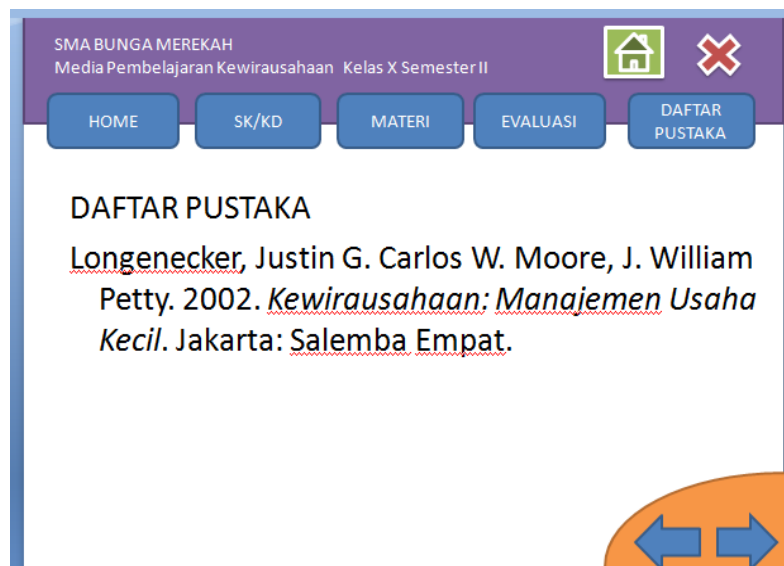 SMA BUNGA MEREKAH
Media Pembelajaran Kewirausahaan Kelas X Semester II
HOME
SK/KD
MATERI
EVALUASI
DAFTAR
PUSTAKA
DAFTAR PUSTAKA
Longenecker, Justin G. Carlos W. Moore, J. William
Petty. 2002. Kewirausahaan: Manajemen Usaha
Kecil. Jakarta: Salemba Empat.